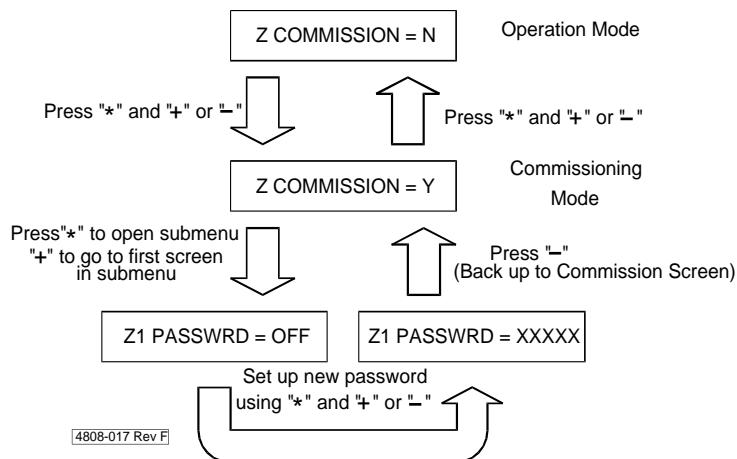 Z COMMISSION = N
Operation Mode
Press "*" and "+" or "–"
Press "*" and "+" or "–"
Z COMMISSION = Y
Commissioning
Mode
Press"*" to open submenu
"+" to go to first screen
in submenu
Press "–"
(Back up to Commission Screen)
Z1 PASSWRD = OFF
Z1 PASSWRD = XXXXX
Set up new password
using "*" and "+" or "–"
4808-017 Rev F